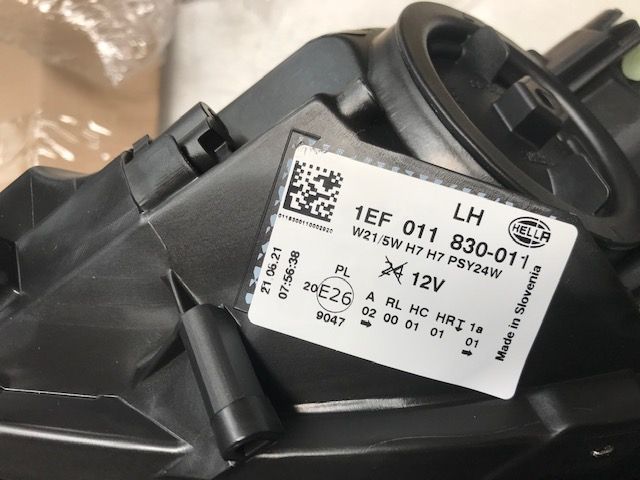 LH
HELLA
1EF 011 830-011
W21/5W H7 H7 PSY24W
24 12V
0118300110002920
21.06.21
07:56:38
PL
20 E26
9047
A RL HC HR 1a
02 00 01 01 01
Made in Slovenia